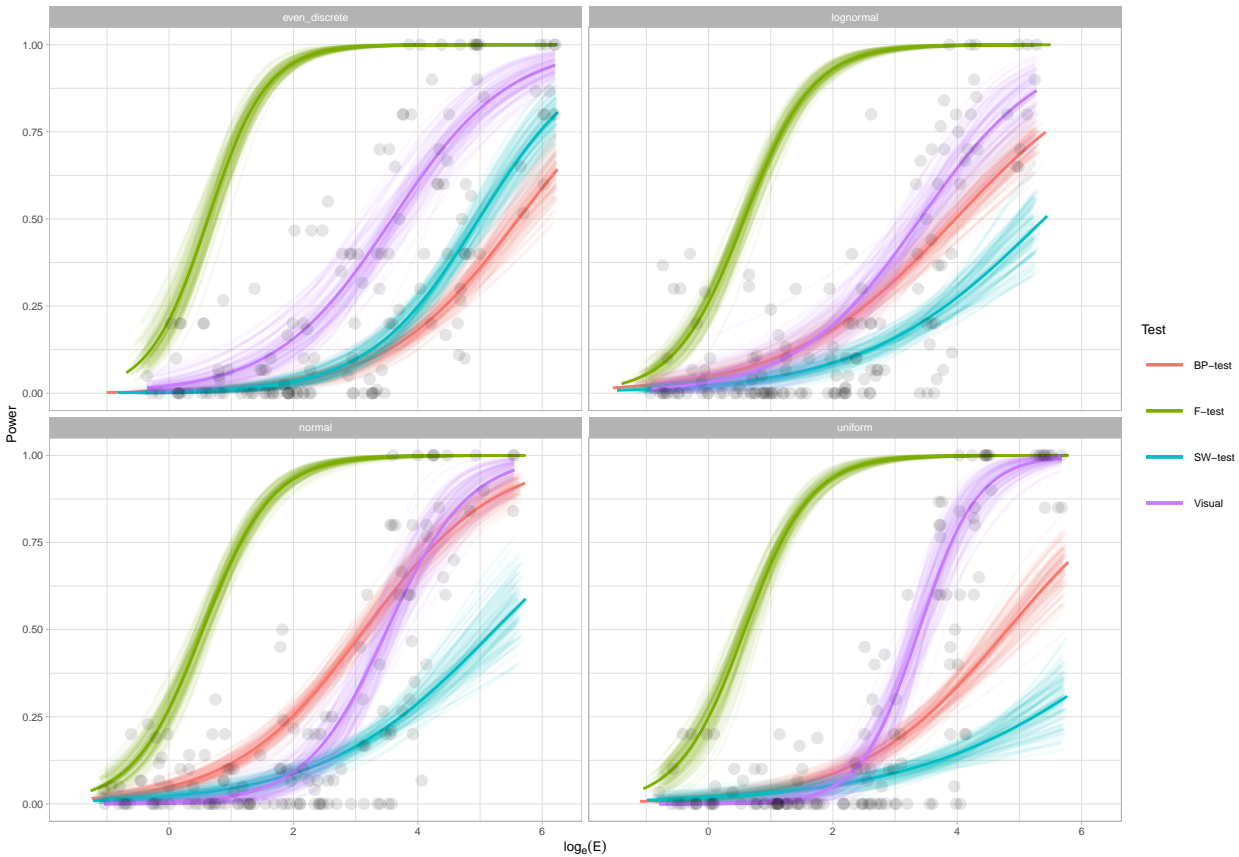 even_discrete
lognormal
1.00
0.75
0.50
0.25
0.00
Power
normal
uniform
1.00
0.75
0.50
0.25
0.00
0
2
4
6
0
2
4
6
logₑ(E)
Test
BP−test
F−test
SW−test
Visual